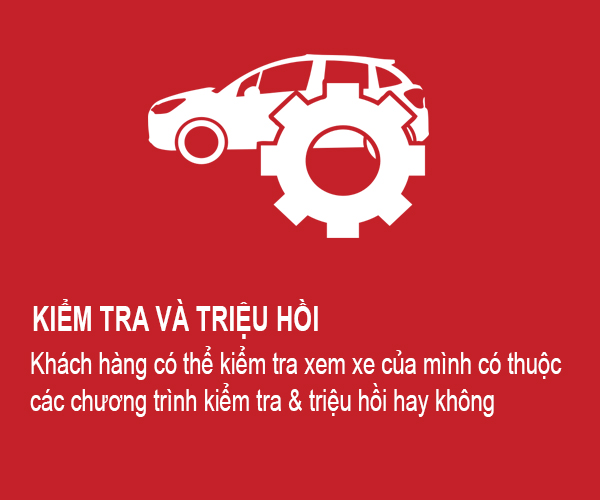 KIỂM TRA VÀ TRIỆU HỒI
Khách hàng có thể kiểm tra xem xe của mình có thuộc
các chương trình kiểm tra & triệu hồi hay không